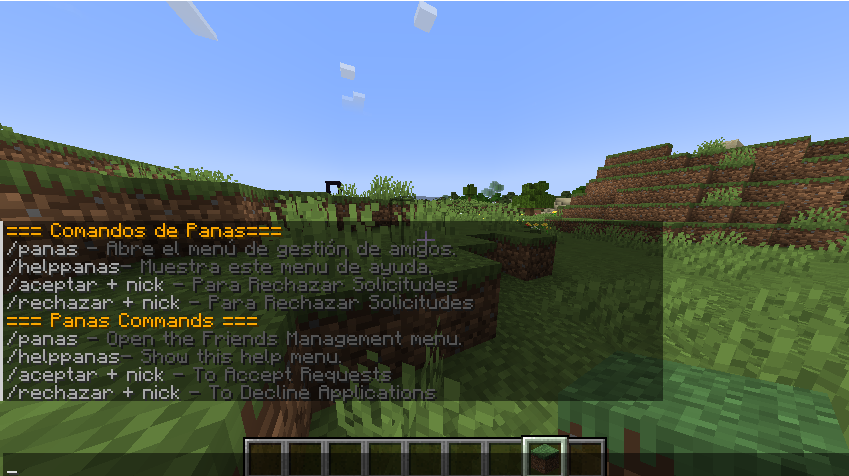 === Comandos de Panas===
/panas - Abre el menú de gestión de amigos.
/helppanas- Muestra este menu de ayuda.
/aceptar + nick - Para Rechazar Solicitudes
/rechazar + nick - Para Rechazar Solicitudes
=== Panas Commands ===
/panas - Open the Friends Management menu.
/helppanas- Show this help menu.
/aceptar + nick - To Accept Requests
/rechazar + nick - To Decline Applications
_